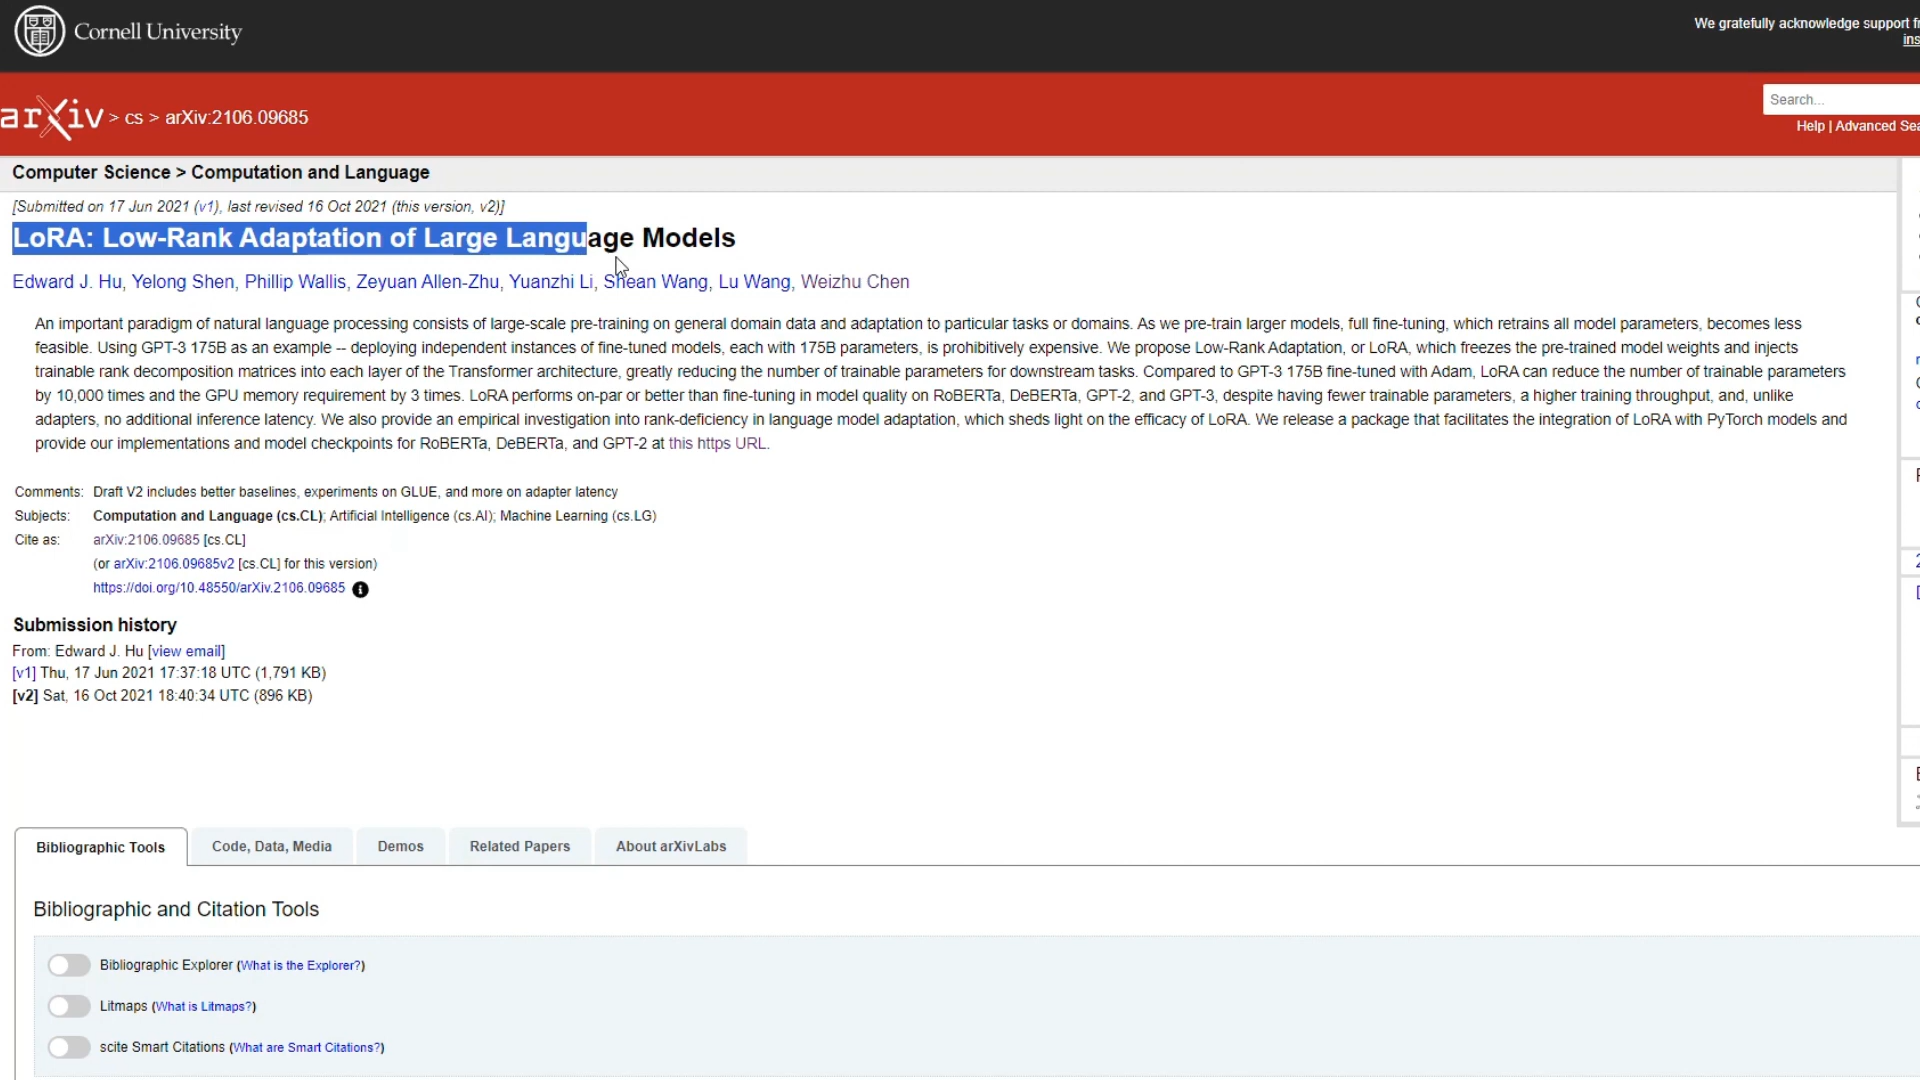 Cornell University
We gratefully acknowledge support
arXiv > cs > arXiv:2106.09685
Search...
Help | Advanced
Computer Science > Computation and Language
[Submitted on 17 Jun 2021 (v1), last revised 16 Oct 2021 (this version, v2)]
LoRA: Low-Rank Adaptation of Large Language Models
Edward J. Hu, Yelong Shen, Phillip Wallis, Zeyuan Allen-Zhu, Yuanzhi Li, Shean Wang, Lu Wang, Weizhu Chen
An important paradigm of natural language processing consists of large-scale pre-training on general domain data and adaptation to particular tasks or domains. As we pre-train larger models, full fine-tuning, which retrains all model parameters, becomes less
feasible. Using GPT-3 175B as an example -- deploying independent instances of fine-tuned models, each with 175B parameters, is prohibitively expensive. We propose Low-Rank Adaptation, or LoRA, which freezes the pre-trained model weights and injects
trainable rank decomposition matrices into each layer of the Transformer architecture, greatly reducing the number of trainable parameters for downstream tasks. Compared to GPT-3 175B fine-tuned with Adam, LoRA can reduce the number of trainable parameters
by 10,000 times and the GPU memory requirement by 3 times. LoRA performs on-par or better than fine-tuning in model quality on RoBERTa, DeBERTa, GPT-2, and GPT-3, despite having fewer trainable parameters, a higher training throughput, and, unlike
adapters, no additional inference latency. We also provide an empirical investigation into rank-deficiency in language model adaptation, which sheds light on the efficacy of LoRA. We release a package that facilitates the integration of LoRA with PyTorch models and
provide our implementations and model checkpoints for RoBERTa, DeBERTa, and GPT-2 at this https URL.
Comments: Draft V2 includes better baselines, experiments on GLUE, and more on adapter latency
Subjects: Computation and Language (cs.CL); Artificial Intelligence (cs.AI); Machine Learning (cs.LG)
Cite as: arXiv:2106.09685 [cs.CL]
(or arXiv:2106.09685v2 [cs.CL] for this version)
https://doi.org/10.48550/arXiv.2106.09685
Submission history
From: Edward J. Hu [view email]
[v1] Thu, 17 Jun 2021 17:37:18 UTC (1,791 KB)
[v2] Sat, 16 Oct 2021 18:40:34 UTC (896 KB)
Bibliographic Tools
Code, Data, Media
Demos
Related Papers
About arXivLabs
Bibliographic and Citation Tools
Bibliographic Explorer (What is the Explorer?)
Litmaps (What is Litmaps?)
scite Smart Citations (What are Smart Citations?)